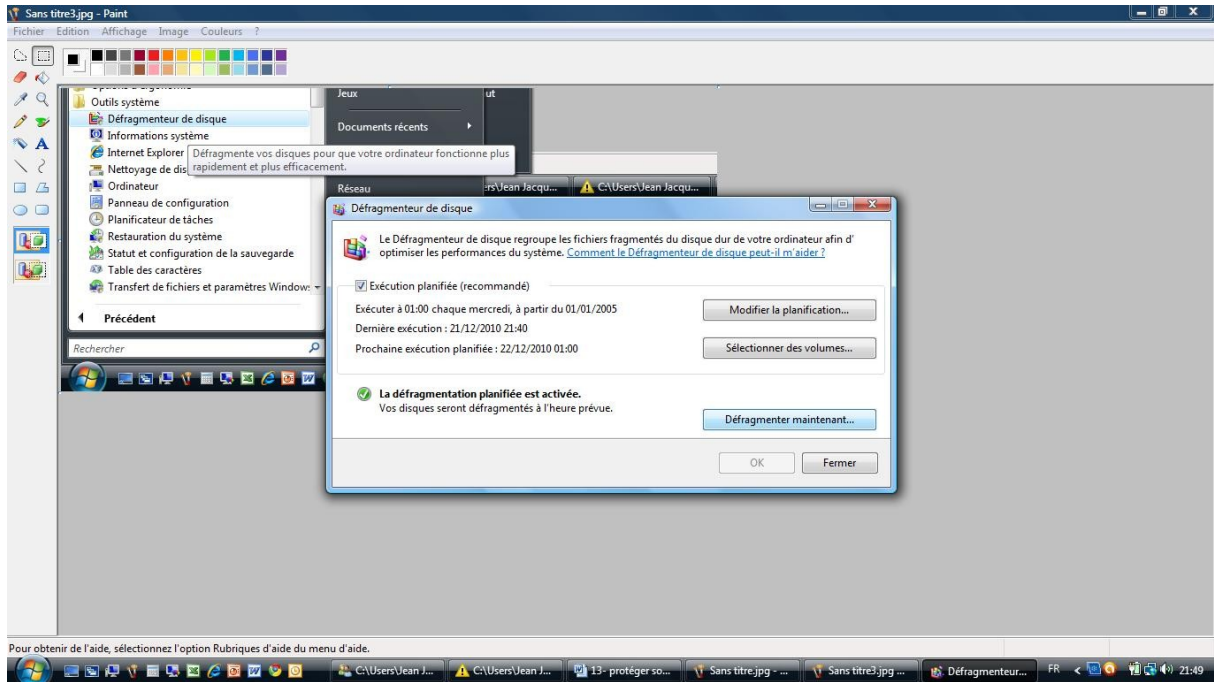 Sans titre3.jpg - Paint
Fichier Edition Affichage Image Couleurs ?
Outils système
Défragmenteur de disque
Informations système
Internet Explorer
Nettoyage de dis
Défragmente vos disques pour que votre ordinateur fonctionne plus
rapidement et plus efficacement.
Ordinateur
Panneau de configuration
Planificateur de tâches
Restauration du système
Statut et configuration de la sauvegarde
Table des caractères
Transfert de fichiers et paramètres Window
Précédent
Rechercher
Jeux
ut
Documents récents
Réseau
ers\Jean Jacqu...
C:\Users\Jean Jacqu...
Défragmenteur de disque
Le Défragmenteur de disque regroupe les fichiers fragmentés du disque dur de votre ordinateur afin d'
optimiser les performances du système. Comment le Défragmenteur de disque peut-il m'aider ?
Exécution planifiée (recommandé)
Exécuter à 01:00 chaque mercredi, à partir du 01/01/2005
Modifier la planification...
Dernière exécution : 21/12/2010 21:40
Prochaine exécution planifiée : 22/12/2010 01:00
Sélectionner des volumes...
La défragmentation planifiée est activée.
Vos disques seront défragmentés à l'heure prévue.
Défragmenter maintenant...
OK
Fermer
Pour obtenir de l'aide, sélectionnez l'option Rubriques d'aide du menu d'aide.
C:\Users\Jean J...
C:\Users\Jean J...
13- protéger so...
Sans titre.jpg - ...
Sans titre3.jpg ...
Défragmenteur...
FR
21:49